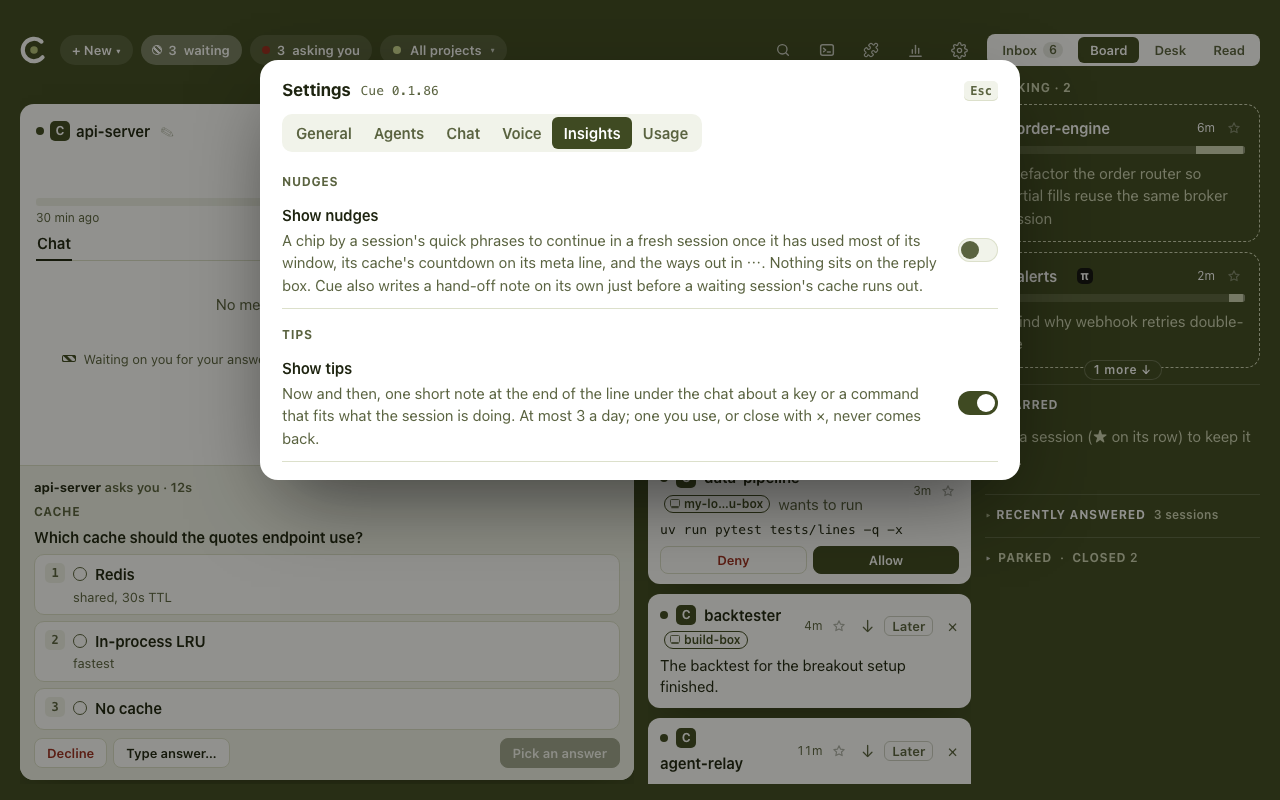 + New ▾
3 waiting
3 asking you
All projects ▾
Inbox 6
Board
Desk
Read
Settings Cue 0.1.86
Esc
General
Agents
Chat
Voice
Insights
Usage
NUDGES
Show nudges
A chip by a session's quick phrases to continue in a fresh session once it has used most of its
window, its cache's countdown on its meta line, and the ways out in ···. Nothing sits on the reply
box. Cue also writes a hand-off note on its own just before a waiting session's cache runs out.
TIPS
Show tips
Now and then, one short note at the end of the line under the chat about a key or a command
that fits what the session is doing. At most 3 a day; one you use, or close with ×, never comes
back.
C api-server
30 min ago
Chat
No me
Waiting on you for your answe
api-server asks you · 12s
CACHE
Which cache should the quotes endpoint use?
1 Redis
shared, 30s TTL
2 In-process LRU
fastest
3 No cache
Decline
Type answer...
Pick an answer
data-pipeline
3m
my-lo...u-box wants to run
uv run pytest tests/lines -q -x
Deny
Allow
C backtester
4m
Later
×
build-box
The backtest for the breakout setup
finished.
C
11m
Later
×
agent-relay
KING · 2
order-engine
6m
efactor the order router so
rtial fills reuse the same broker
ssion
alerts π
2m
ind why webhook retries double-
1 more ↓
RRED
a session (★ on its row) to keep it
RECENTLY ANSWERED 3 sessions
PARKED · CLOSED 2